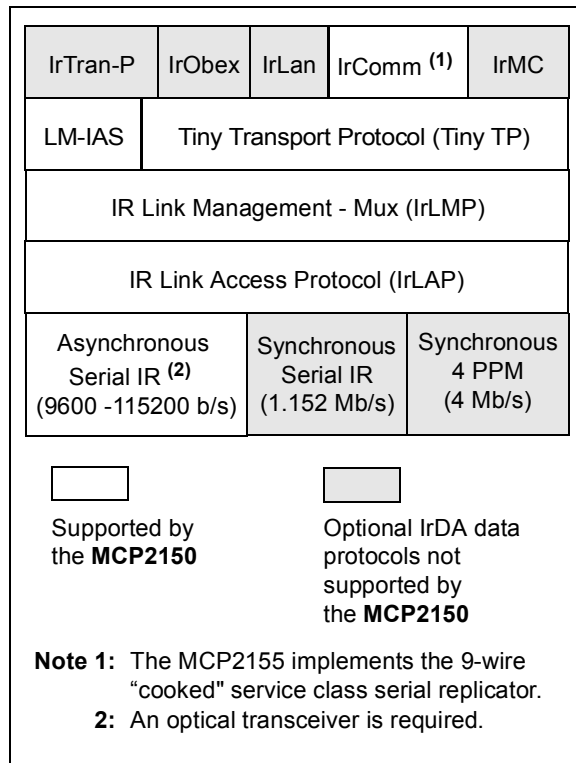 IrTran-P IrObex IrLan IrComm (1) IrMC
LM-IAS Tiny Transport Protocol (Tiny TP)
IR Link Management - Mux (IrLMP)
IR Link Access Protocol (IrLAP)
Asynchronous
Serial IR (2)
(9600 -115200 b/s)
Synchronous
Serial IR
(1.152 Mb/s)
Synchronous
4 PPM
(4 Mb/s)
Supported by
the MCP2150
Optional IrDA data
protocols not
supported by
the MCP2150
Note 1: The MCP2155 implements the 9-wire
“cooked" service class serial replicator.
2: An optical transceiver is required.